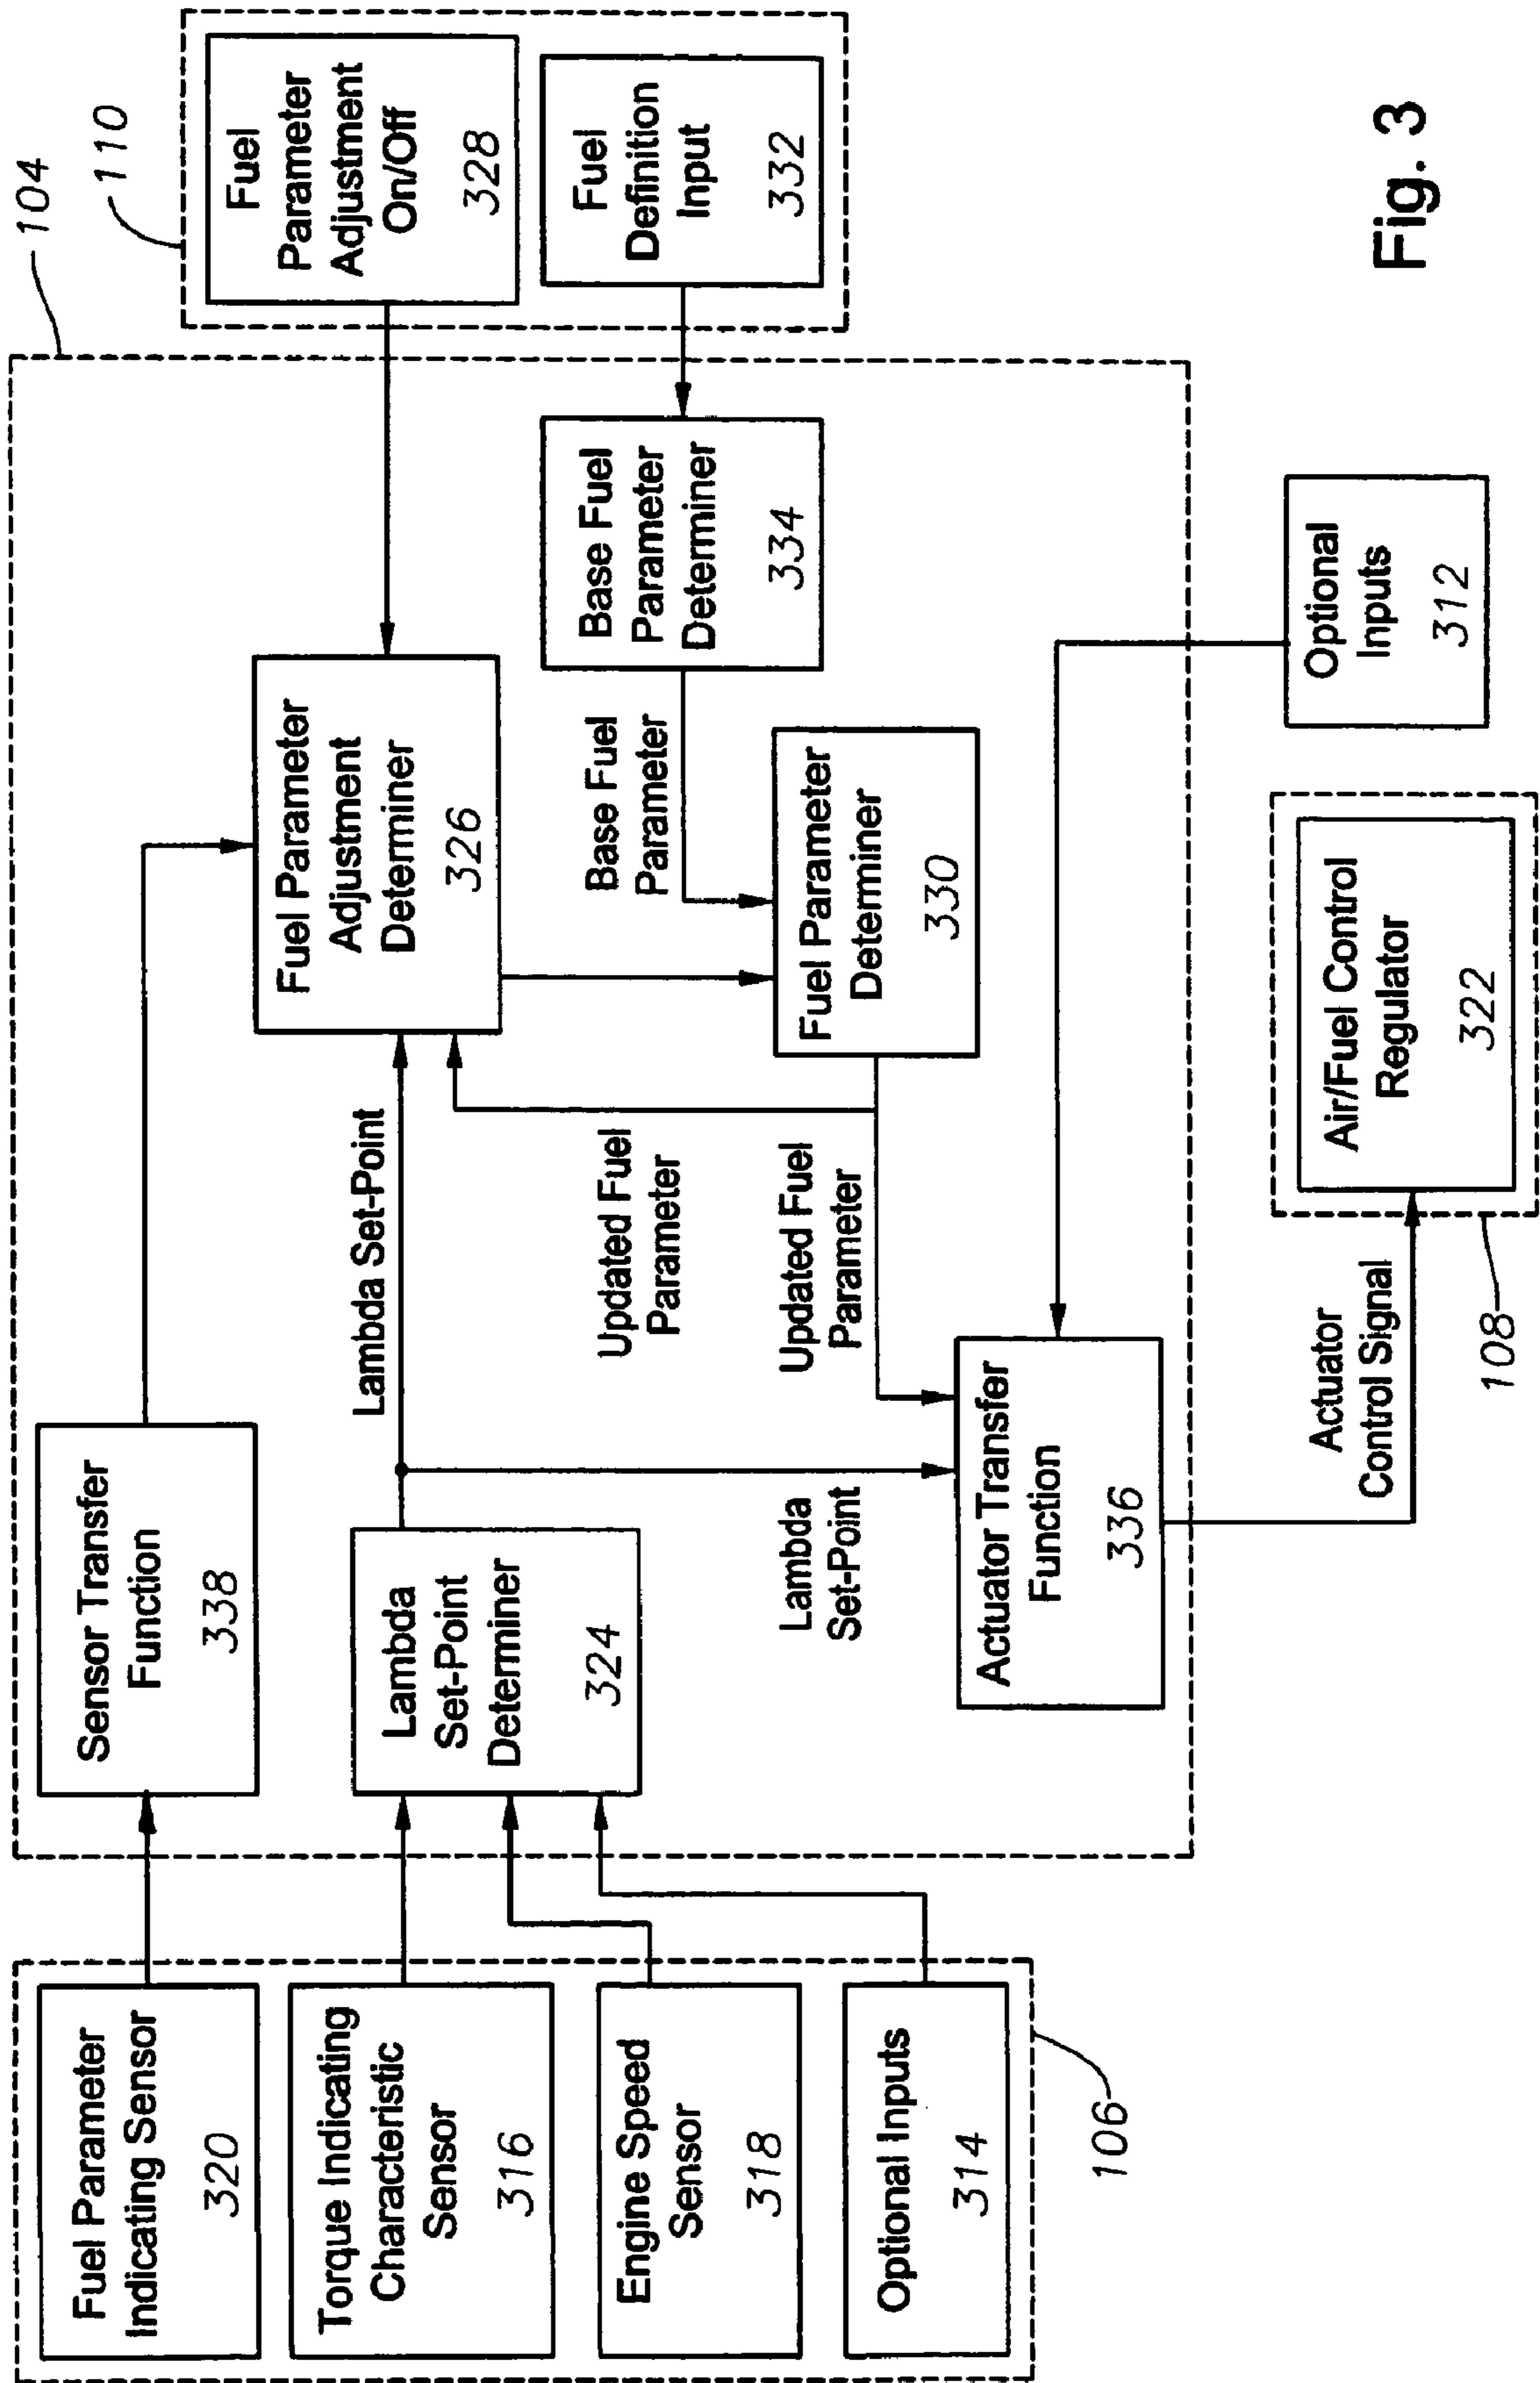 Fuel Parameter
Indicating Sensor
320
Torque Indicating
Characteristic
Sensor
316
Engine Speed
Sensor
318
Optional Inputs
314
106
Sensor Transfer
Function
338
Lambda
Set-Point
Determiner
324
Lambda Set-Point
Lambda
Set-Point
Updated Fuel
Parameter
Updated Fuel
Parameter
Actuator Transfer
Function
336
Actuator
Control Signal
108
Air/Fuel Control
Regulator
322
Optional
Inputs
312
Fuel Parameter
Adjustment
Determiner
326
Base Fuel
Parameter
Fuel Parameter
Determiner
330
Base Fuel
Parameter
Determiner
334
104
110
Fuel
Parameter
Adjustment
On/Off
328
Fuel
Definition
Input
332
Fig. 3